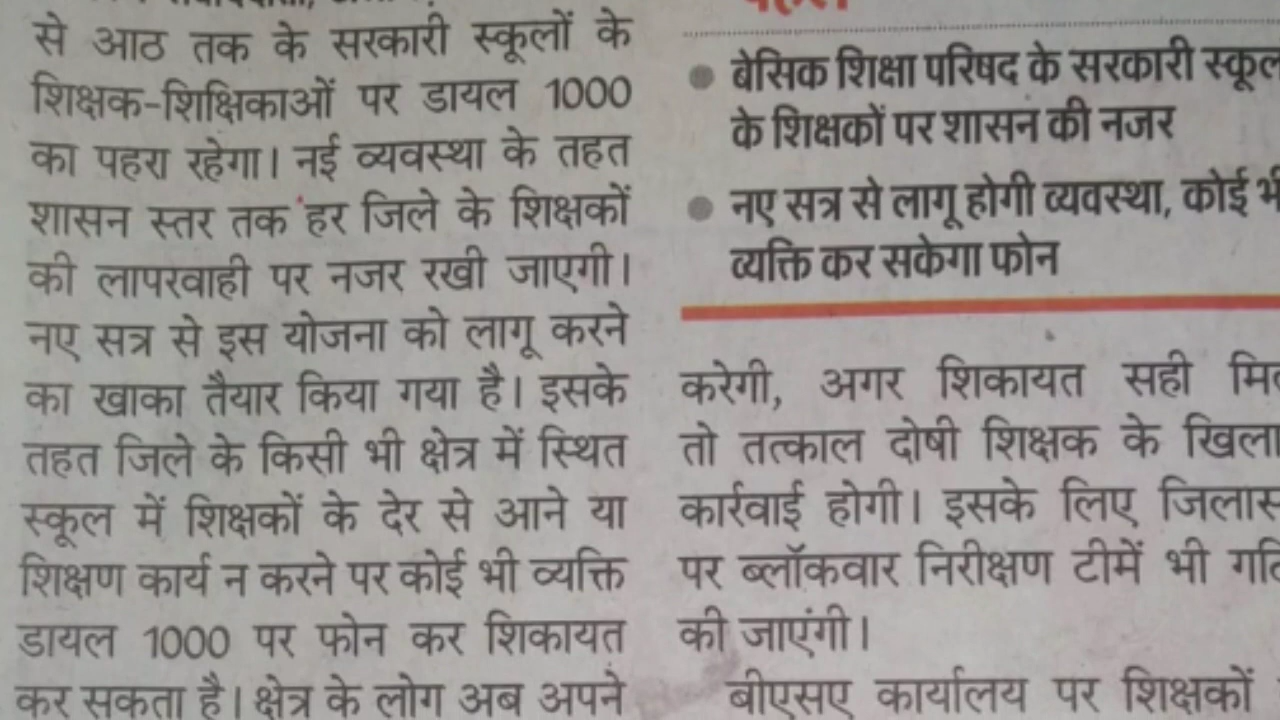 से आठ तक के सरकारी स्कूलों के
शिक्षक-शिक्षिकाओं पर डायल 1000
का पहरा रहेगा। नई व्यवस्था के तहत
शासन स्तर तक हर जिले के शिक्षकों
की लापरवाही पर नजर रखी जाएगी।
नए सत्र से इस योजना को लागू करने
का खाका तैयार किया गया है। इसके
तहत जिले के किसी भी क्षेत्र में स्थित
स्कूल में शिक्षकों के देर से आने या
शिक्षण कार्य न करने पर कोई भी व्यक्ति
डायल 1000 पर फोन कर शिकायत
कर सकता है। क्षेत्र के लोग अब अपने
● बेसिक शिक्षा परिषद के सरकारी स्कूल
के शिक्षकों पर शासन की नजर
● नए सत्र से लागू होगी व्यवस्था, कोई
व्यक्ति कर सकेगा फोन
करेगी, अगर शिकायत सही
तो तत्काल दोषी शिक्षक के
कार्रवाई होगी। इसके लिए
पर ब्लॉकवार निरीक्षण टीमें भी
की जाएंगी।
बीएसए कार्यालय पर शिक्षकों